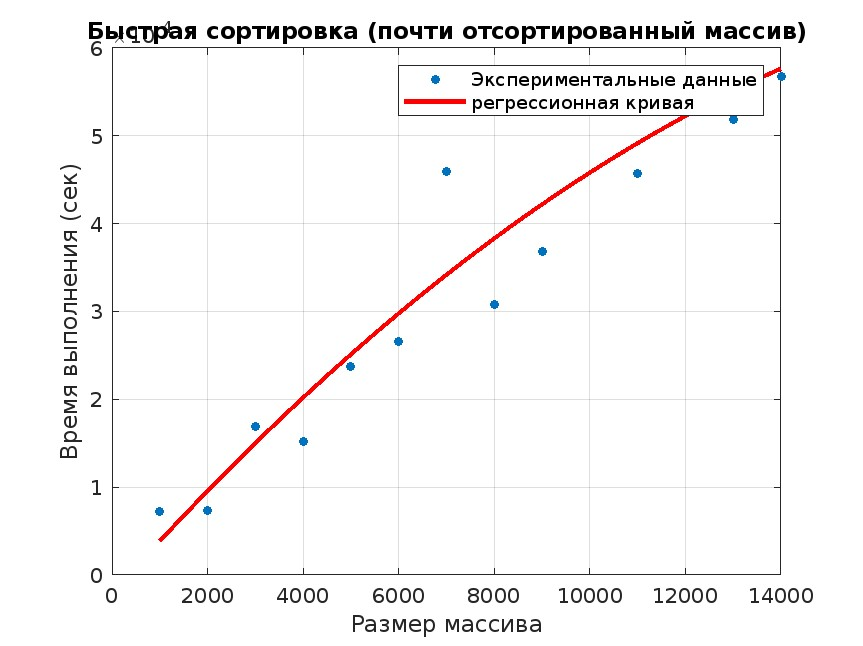 Быстрая сортировка (почти отсортированный массив)
Экспериментальные данные
регрессионная кривая
Время выполнения (сек)
6
5
4
3
2
1
0
0 2000 4000 6000 8000 10000 12000 14000
Размер массива